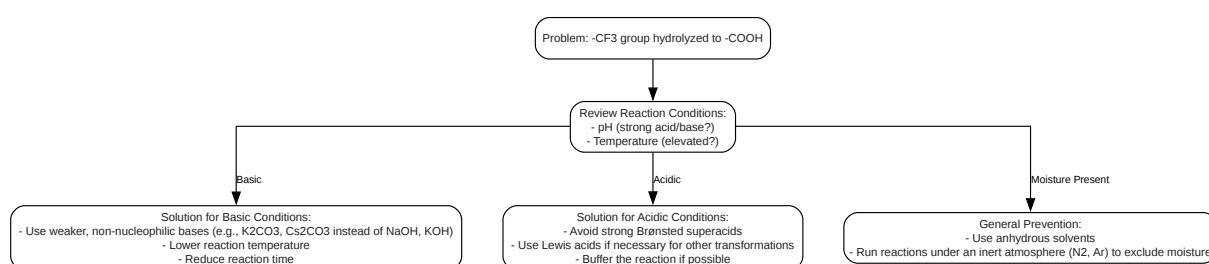 Problem: -CF3 group hydrolyzed to -COOH
Review Reaction Conditions:
- pH (strong acid/base?)
- Temperature (elevated?)
Basic
Acidic
Moisture Present
Solution for Basic Conditions:
- Use weaker, non-nucleophilic bases (e.g., K2CO3, Cs2CO3 instead of NaOH, KOH)
- Lower reaction temperature
- Reduce reaction time
Solution for Acidic Conditions:
- Avoid strong Brønsted superacids
- Use Lewis acids if necessary for other transformations
- Buffer the reaction if possible
General Prevention:
- Use anhydrous solvents
- Run reactions under an inert atmosphere (N2, Ar) to exclude moisture